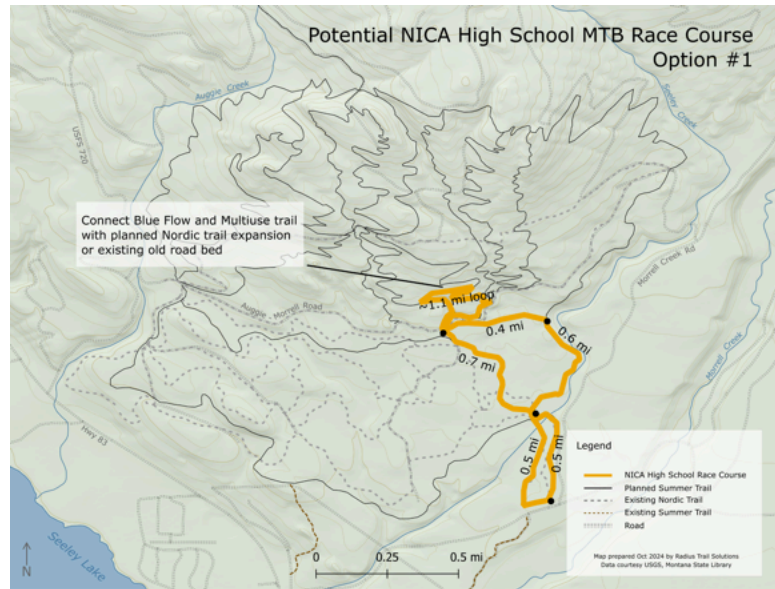 Potential NICA High School MTB Race Course
Option #1
Auggie Creek
Seeley Creek
USFS 720
Connect Blue Flow and Multiuse trail
with planned Nordic trail expansion
or existing old road bed
Morrell Creek Rd
Auggie Morrell Road
~1.1 mi loop
0.4 mi
0.6 mi
0.7 mi
Morrell Creek
Hwy 83
0.5 mi
0.5 mi
Seeley Lake
N
0 0.25 0.5 mi
Legend
NICA High School Race Course
Planned Summer Trail
Existing Nordic Trail
Existing Summer Trail
Road
Map prepared Oct 2024 by Radius Trail Solutions
Data courtesy USGS, Montana State Library